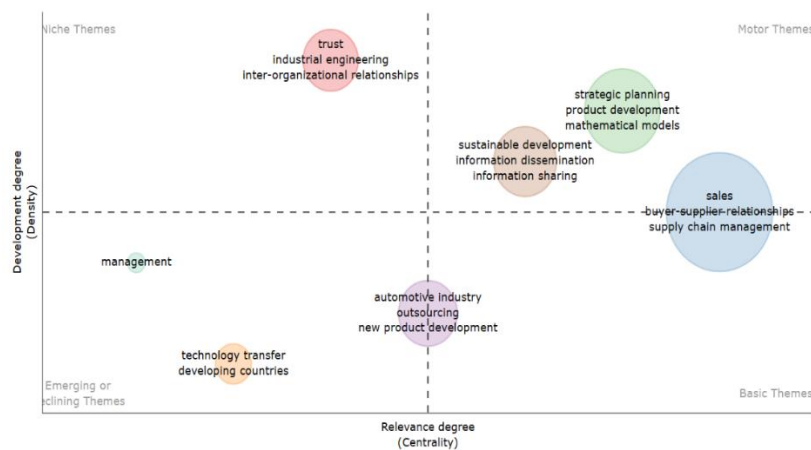 Niche Themes
Motor Themes
trust
industrial engineering
inter-organizational relationships
strategic planning
product development
mathematical models
sustainable development
information dissemination
information sharing
sales
buyer-supplier relationships
supply chain management
Development degree
(Density)
management
automotive industry
outsourcing
new product development
technology transfer
developing countries
Emerging or
eclining Themes
Basic Themes
Relevance degree
(Centrality)